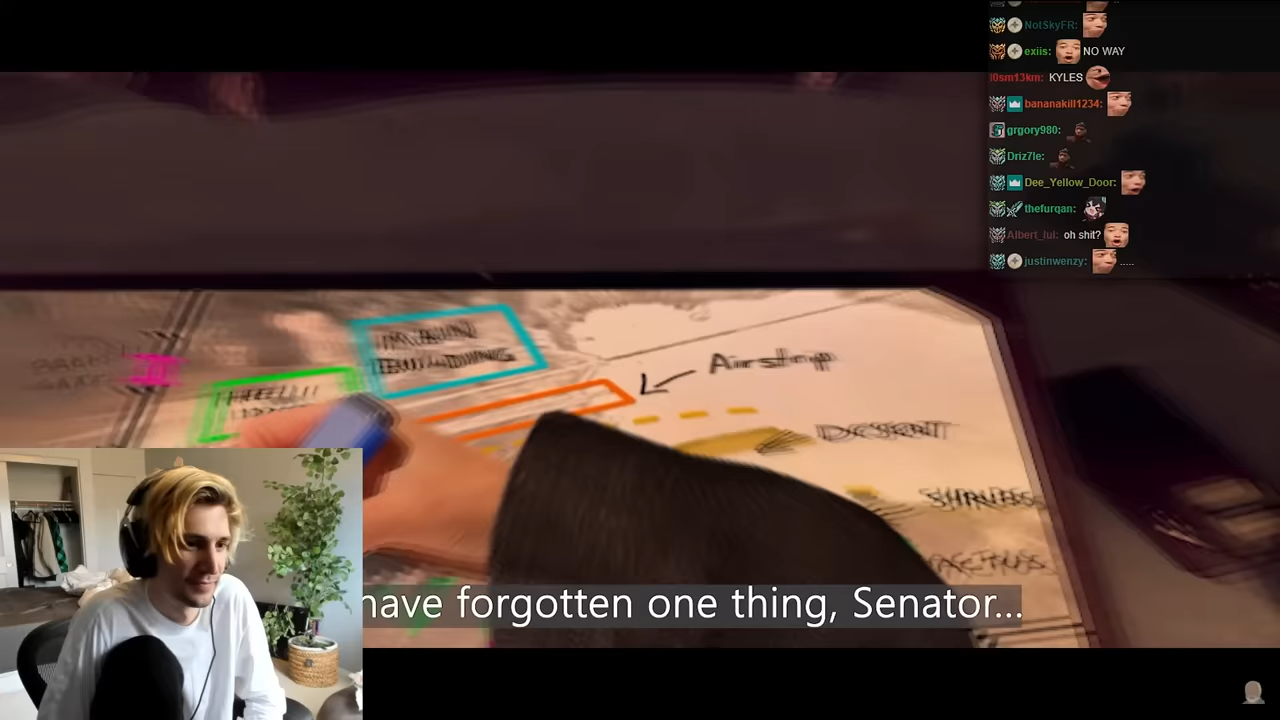 NotSkyFR:
exiis: NO WAY
l0sm13km: KYLES
bananakill1234:
grgory980:
Driz7le:
Dee_Yellow_Door:
thefurqan:
Albert_lul: oh shit?
justinwenzy: .....
MAIN
BUILDING
Airstrip
DESERT
SHRUBS
CACTUS
have forgotten one thing, Senator...